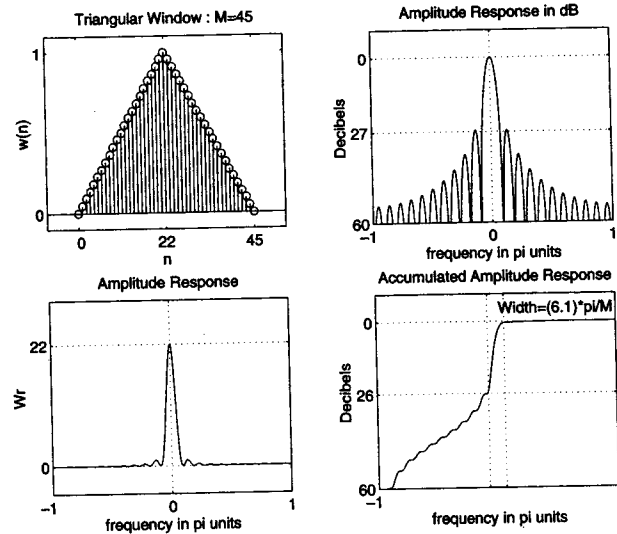 Triangular Window : M=45
1
w(n)
0
0
22
45
n
Amplitude Response in dB
0
Decibels
27
60
-1
0
1
frequency in pi units
Amplitude Response
22
Wr
0
-1
0
1
frequency in pi units
Accumulated Amplitude Response
Width=(6.1)*pi/M
0
Decibels
26
60
-1
0
1
frequency in pi units